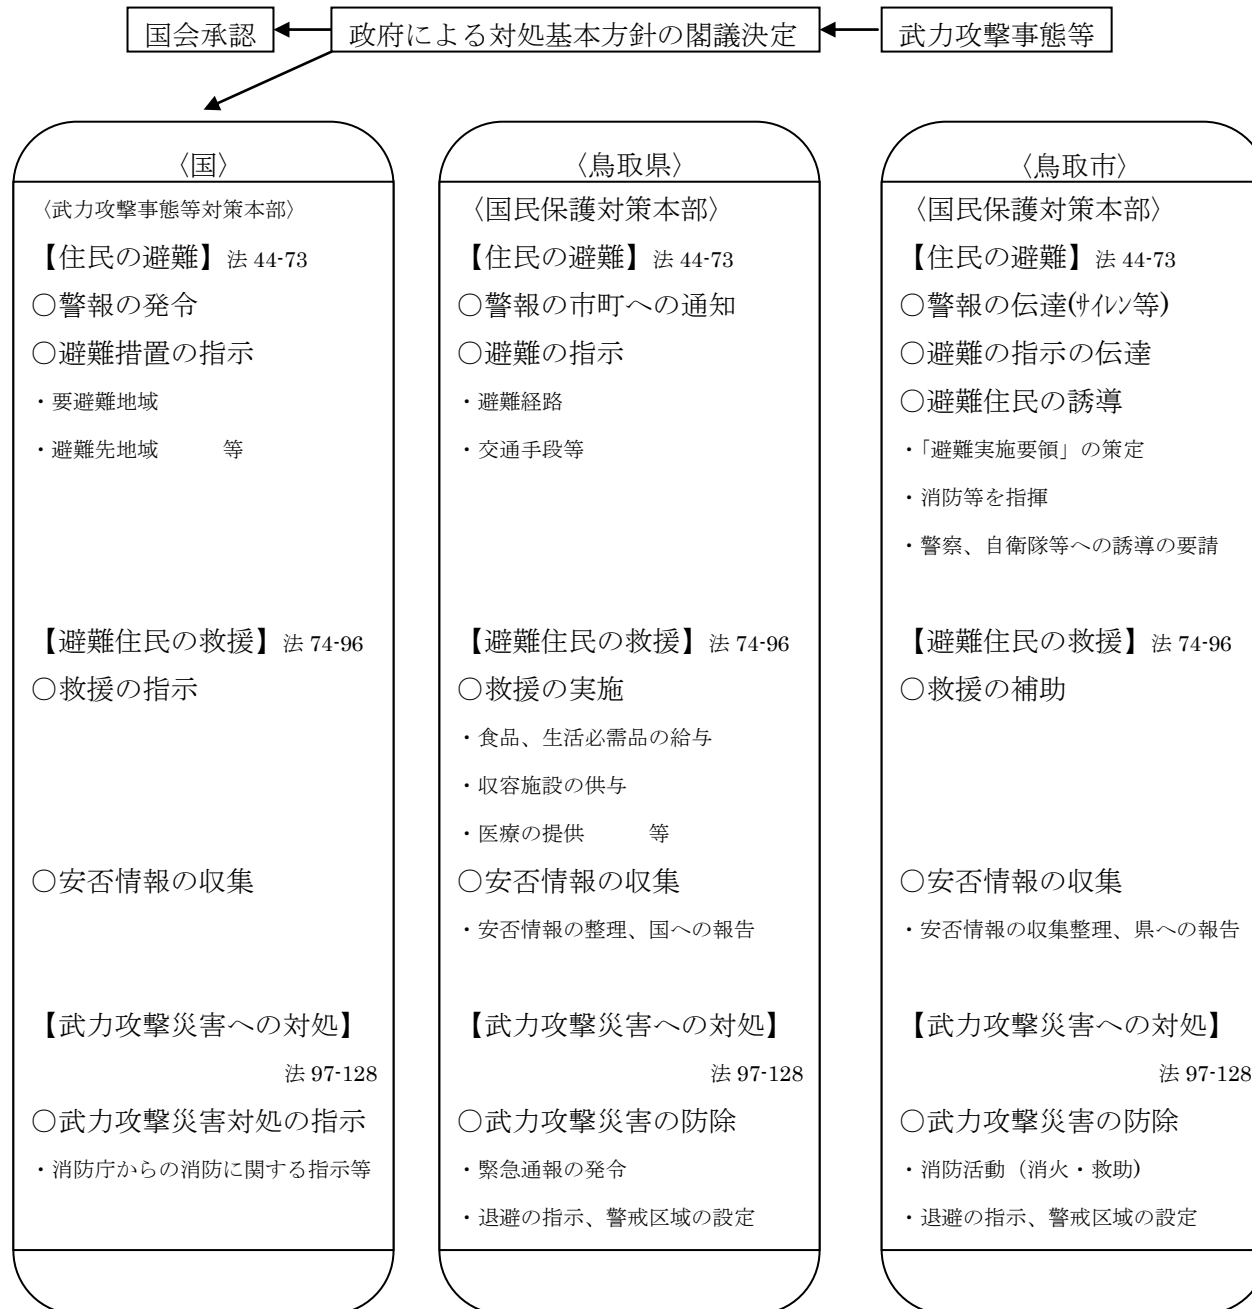 国会承認
政府による対処基本方針の閣議決定
武力攻撃事態等
〈国〉
〈武力攻撃事態等対策本部〉
【住民の避難】法 44-73
○警報の発令
○避難措置の指示
・要避難地域
・避難先地域　　　等
【避難住民の救援】法 74-96
○救援の指示
○安否情報の収集
【武力攻撃災害への対処】
法 97-128
○武力攻撃災害対処の指示
・消防庁からの消防に関する指示等
〈鳥取県〉
〈国民保護対策本部〉
【住民の避難】法 44-73
○警報の市町への通知
○避難の指示
・避難経路
・交通手段等
【避難住民の救援】法 74-96
○救援の実施
・食品、生活必需品の給与
・収容施設の供与
・医療の提供　　　等
○安否情報の収集
・安否情報の整理、国への報告
【武力攻撃災害への対処】
法 97-128
○武力攻撃災害の防除
・緊急通報の発令
・退避の指示、警戒区域の設定
〈鳥取市〉
〈国民保護対策本部〉
【住民の避難】法 44-73
○警報の伝達(ｻｲﾚﾝ等)
○避難の指示の伝達
○避難住民の誘導
・「避難実施要領」の策定
・消防等を指揮
・警察、自衛隊等への誘導の要請
【避難住民の救援】法 74-96
○救援の補助
○安否情報の収集
・安否情報の収集整理、県への報告
【武力攻撃災害への対処】
法 97-128
○武力攻撃災害の防除
・消防活動（消火・救助)
・退避の指示、警戒区域の設定